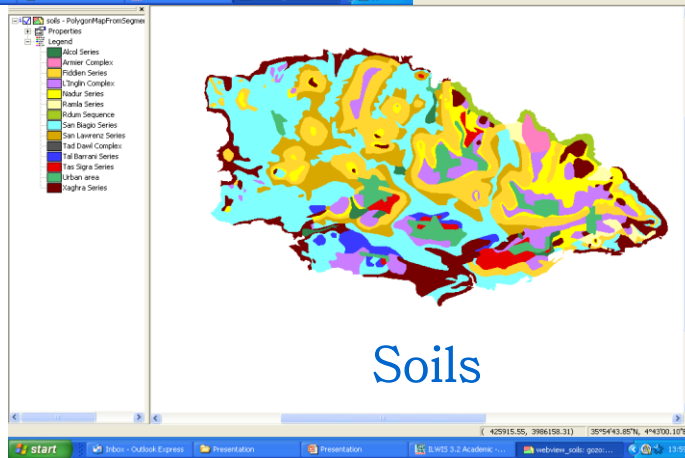 soils - PolygonMapFromSegmen
Properties
Legend
Alcol Series
Armier Complex
Fiddien Series
L'Inglin Complex
Nadur Series
Ramla Series
Rdum Sequence
San Biagio Series
San Lawrenz Series
Tad Dawl Complex
Tal Barrani Series
Tas Sigra Series
Urban area
Xaghra Series
Soils
( 425915.55, 3986158.31) 35°54'43.85"N, 4°43'00.10"E
start Inbox - Outlook Express Presentation Presentation ILWIS 3.2 Academic -... webview_soils: gozo:... 13:5